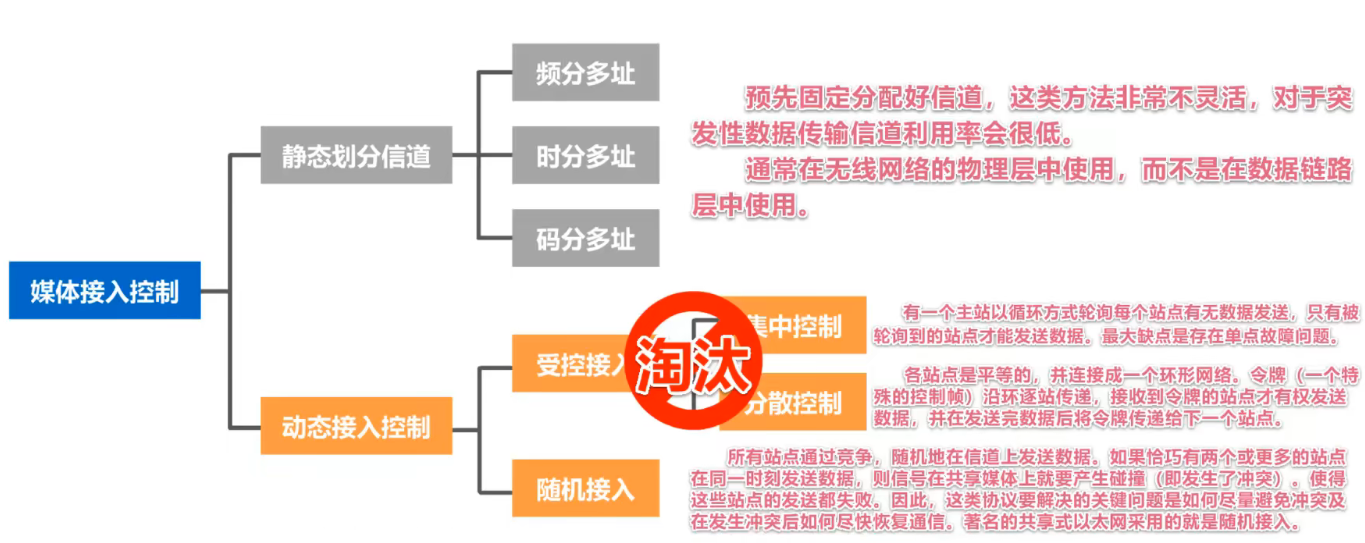 频分多址
预先固定分配好信道，这类方法非常不灵活，对于突
发性数据传输信道利用率会很低。
静态划分信道
时分多址
通常在无线网络的物理层中使用，而不是在数据链路
层中使用。
码分多址
媒体接入控制
集中控制
有一个主站以循环方式轮询每个站点有无数据发送，只有被
轮询到的站点才能发送数据。最大缺点是存在单点故障问题。
受控接入
淘汰
分散控制
各站点是平等的，并连接成一个环形网络。令牌（一个特
殊的控制帧）沿环逐站传递，接收到令牌的站点才有权发送
数据，并在发送完数据后将令牌传递给下一个站点。
动态接入控制
随机接入
所有站点通过竞争，随机地在信道上发送数据。如果恰巧有两个或更多的站点
在同一时刻发送数据，则信号在共享媒体上就要产生碰撞（即发生了冲突）。使得
这些站点的发送都失败。因此，这类协议要解决的关键问题是如何尽量避免冲突及
在发生冲突后如何尽快恢复通信。著名的共享式以太网采用的就是随机接入。